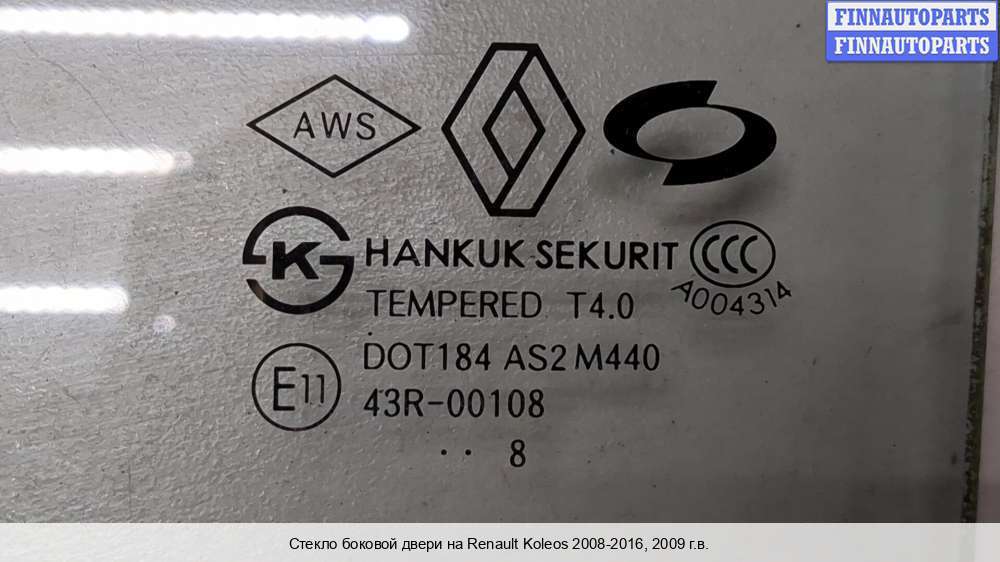 FINNAUTOPARTS
FINNAUTOPARTS
AWS
K HANKUK SEKURIT CCC
TEMPERED T4.0 A004314
DOT184 AS2 M440
E11 43R-00108
·· 8
Стекло боковой двери на Renault Koleos 2008-2016, 2009 г.в.